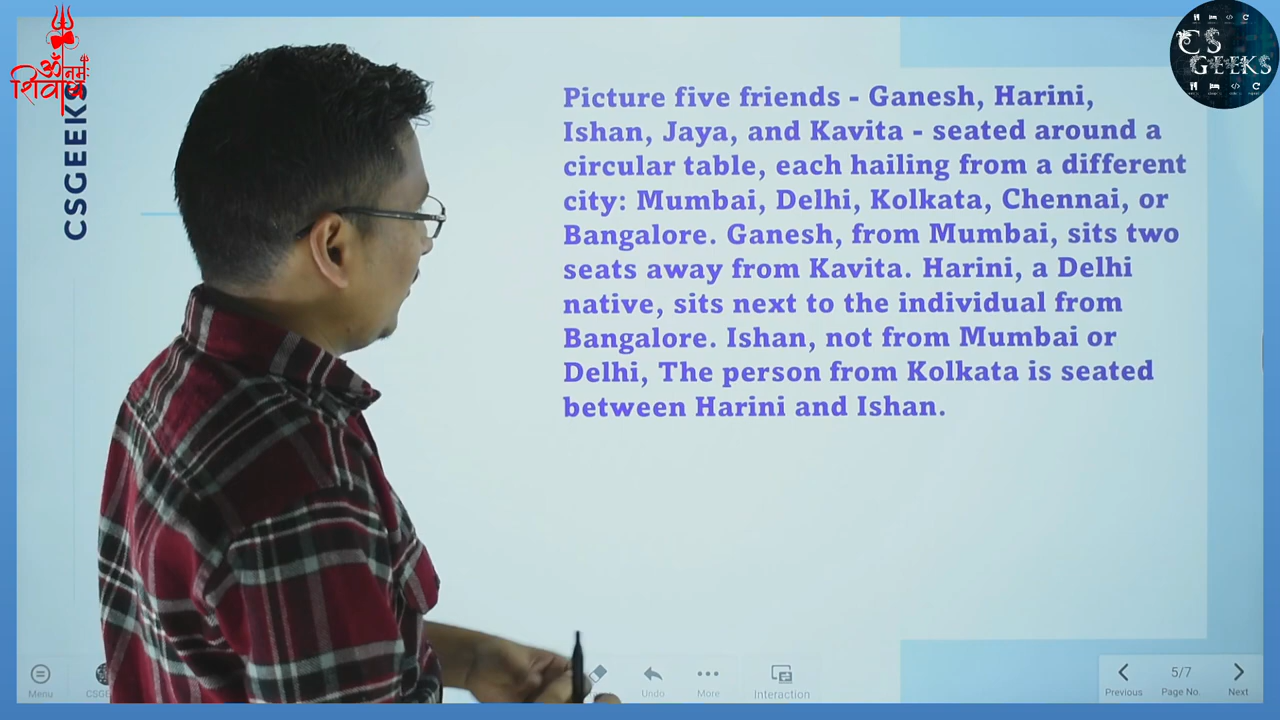 ॐ नमः
शिवाय
CS
GEEKS
CSGEEKS
Picture five friends - Ganesh, Harini,
Ishan, Jaya, and Kavita - seated around a
circular table, each hailing from a different
city: Mumbai, Delhi, Kolkata, Chennai, or
Bangalore. Ganesh, from Mumbai, sits two
seats away from Kavita. Harini, a Delhi
native, sits next to the individual from
Bangalore. Ishan, not from Mumbai or
Delhi, The person from Kolkata is seated
between Harini and Ishan.
Menu
Undo
More
Interaction
5/7
Previous
Page No.
Next